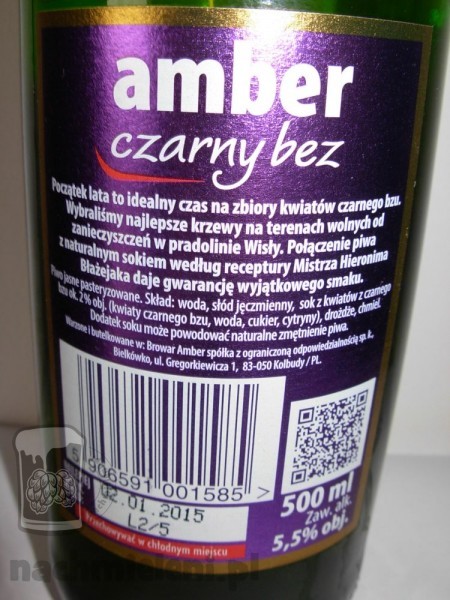 amber
czarny bez
Początek lata to idealny czas na zbiory kwiatów czarnego bzu.
Wybraliśmy najlepsze krzewy na terenach wolnych od
zanieczyszczeń w pradolinie Wisły. Połączenie piwa
z naturalnym sokiem według receptury Mistrza Hieronima
Błażejaka daje gwarancję wyjątkowego smaku.
Piwo jasne pasteryzowane. Skład: woda, słód jęczmienny, sok z kwiatów z czarnego
bzu ok. 2% obj. (kwiaty czarnego bzu, woda, cukier, cytryny), drożdże, chmiel.
Dodatek soku może powodować naturalne zmętnienie piwa.
Warzone i butelkowane w: Browar Amber spółka z ograniczoną odpowiedzialnością sp. k.,
Bielkówko, ul. Gregorkiewicza 1, 83-050 Kolbudy / PL.
5 906591 001585 >
02.01.2015
L2/5
Przechowywać w chłodnym miejscu
500 ml
Zaw. alk.
5,5% obj.